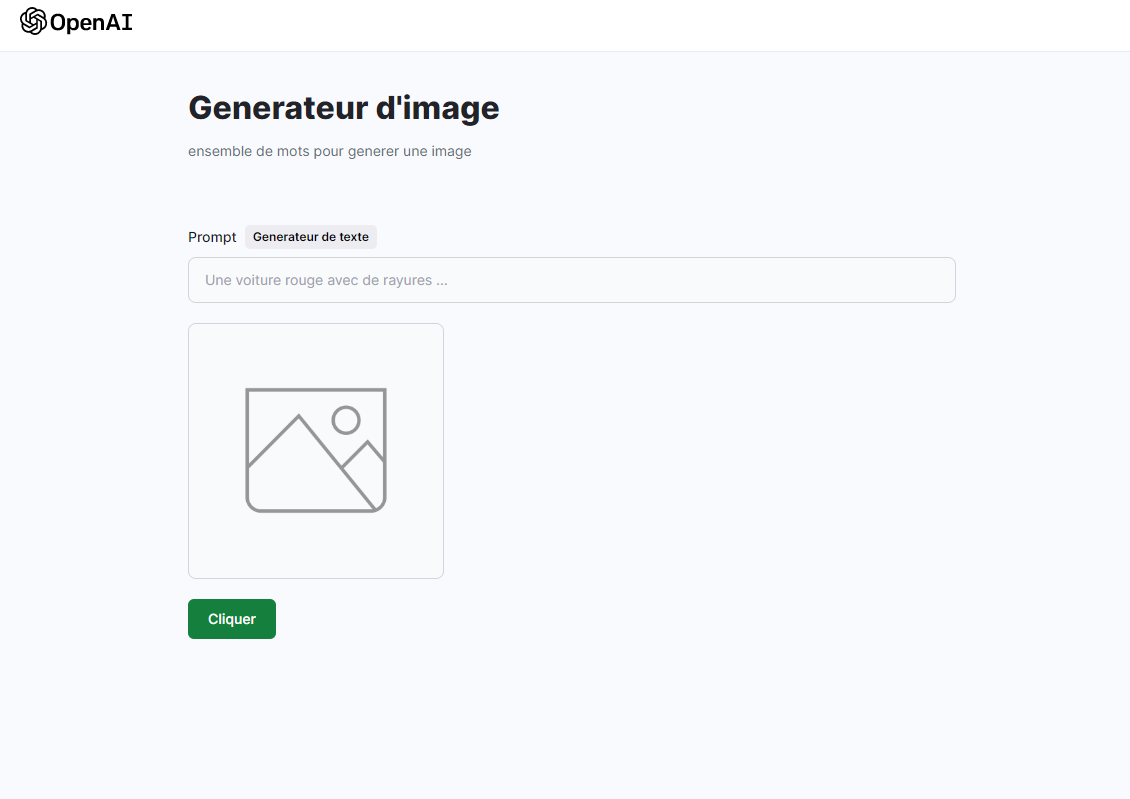 OpenAI
Generateur d'image
ensemble de mots pour generer une image
Prompt Generateur de texte
Une voiture rouge avec de rayures ...
Cliquer